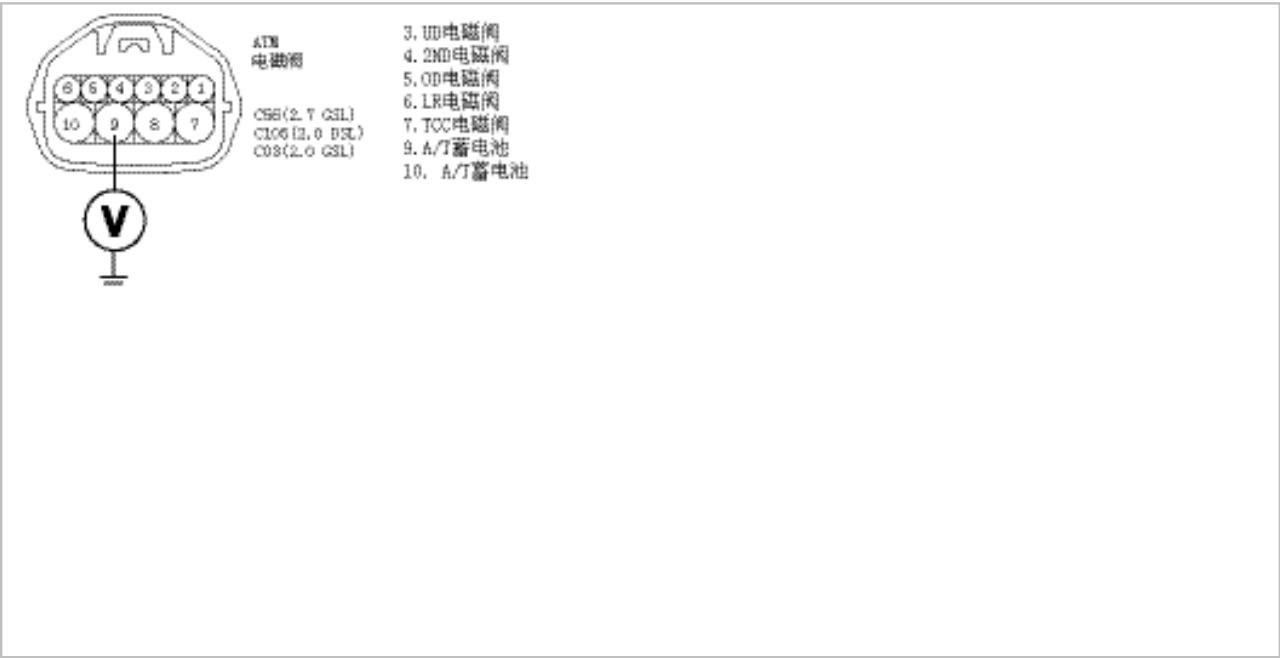 6 5 4 3 2 1
10 9 8 7
V
ATM
电磁阀
C56(2.7 GSL)
C106(2.0 DSL)
C03(2.0 GSL)
3.UD电磁阀
4.2ND电磁阀
5.OD电磁阀
6.LR电磁阀
7.TCC电磁阀
9.A/T蓄电池
10. A/T蓄电池